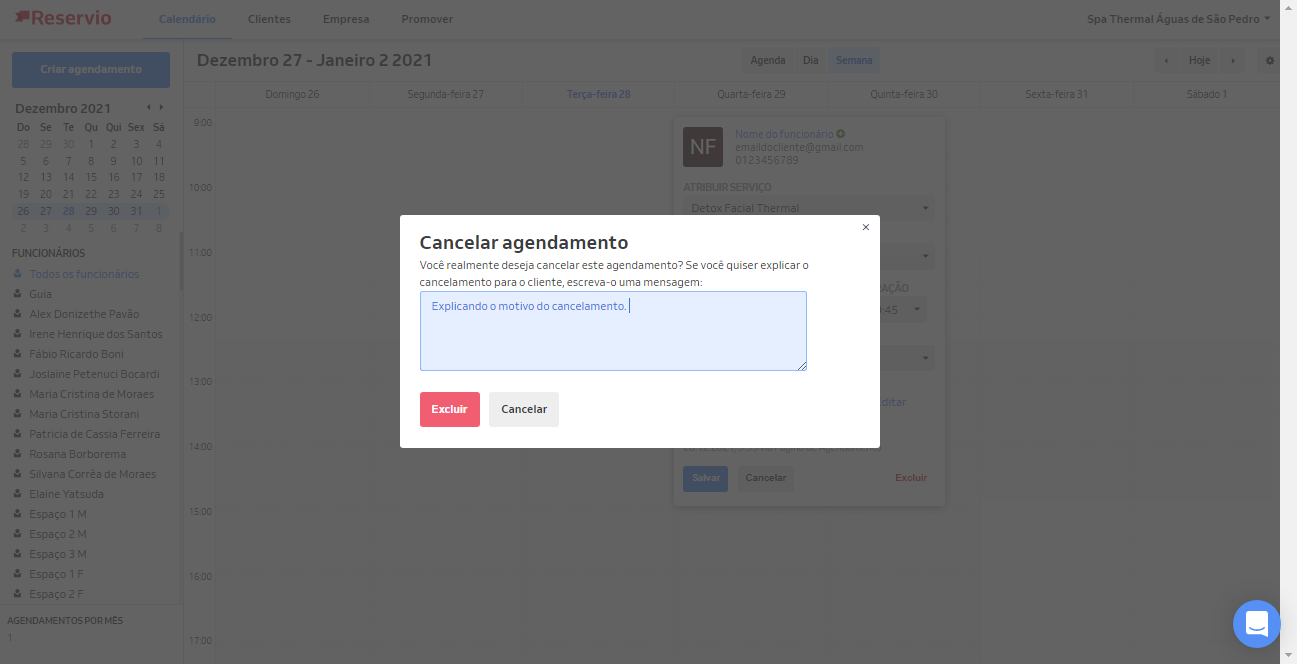 Reservio
Calendário
Clientes
Empresa
Promover
Spa Thermal Águas de São Pedro
Criar agendamento
Dezembro 27 - Janeiro 2 2021
Agenda
Dia
Semana
Hoje
Dezembro 2021
Do Se Te Qu Qui Sex Sá
28 29 30 1 2 3 4
5 6 7 8 9 10 11
12 13 14 15 16 17 18
19 20 21 22 23 24 25
26 27 28 29 30 31 1
2 3 4 5 6 7 8
FUNCIONÁRIOS
Todos os funcionários
Guia
Alex Donizethe Pavão
Irene Henrique dos Santos
Fábio Ricardo Boni
Joslaine Petenuci Bocardi
Maria Cristina de Moraes
Maria Cristina Storani
Patricia de Cassia Ferreira
Rosana Borborema
Silvana Corrêa de Moraes
Elaine Yatsuda
Espaço 1 M
Espaço 2 M
Espaço 3 M
Espaço 1 F
Espaço 2 F
AGENDAMENTOS POR MÊS
1
Domingo 26
Segunda-feira 27
Terça-feira 28
Quarta-feira 29
Quinta-feira 30
Sexta-feira 31
Sábado 1
9:00
10:00
11:00
12:00
13:00
14:00
15:00
16:00
17:00
NF
Nome do funcionário
emaildocliente@gmail.com
0123456789
ATRIBUIR SERVIÇO
Detox Facial Thermal
Cancelar agendamento
Você realmente deseja cancelar este agendamento? Se você quiser explicar o
cancelamento para o cliente, escreva-o uma mensagem:
Explicando o motivo do cancelamento.
Excluir
Cancelar
:45
Salvar
Cancelar
Excluir